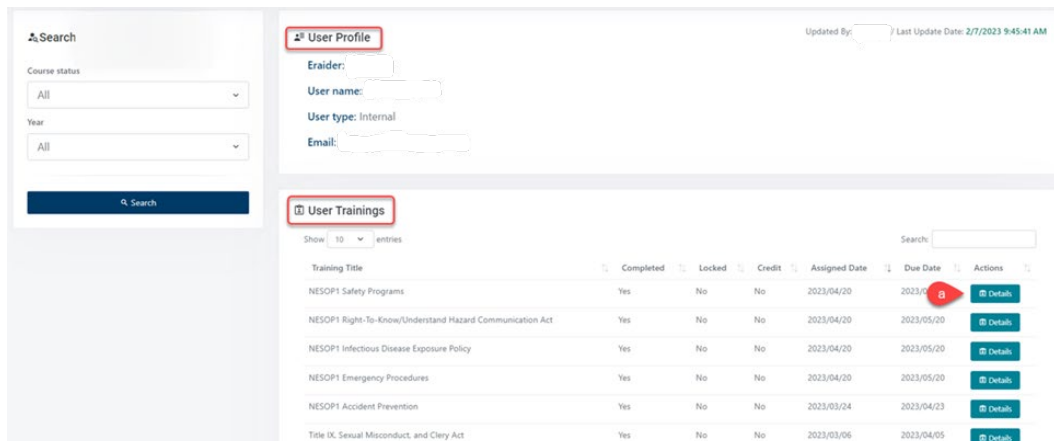 Search
Course status
All
Year
All
Search
User Profile
Updated By: / Last Update Date: 2/7/2023 9:45:41 AM
Eraider:
User name:
User type: Internal
Email:
User Trainings
Show 10 entries
Search:
Training Title Completed Locked Credit Assigned Date Due Date Actions
NESOP1 Safety Programs Yes No No 2023/04/20 2023/0 a Details
NESOP1 Right-To-Know/Understand Hazard Communication Act Yes No No 2023/04/20 2023/05/20 Details
NESOP1 Infectious Disease Exposure Policy Yes No No 2023/04/20 2023/05/20 Details
NESOP1 Emergency Procedures Yes No No 2023/04/20 2023/05/20 Details
NESOP1 Accident Prevention Yes No No 2023/03/24 2023/04/23 Details
Title IX, Sexual Misconduct, and Clery Act Yes No No 2023/03/06 2023/04/05 Details